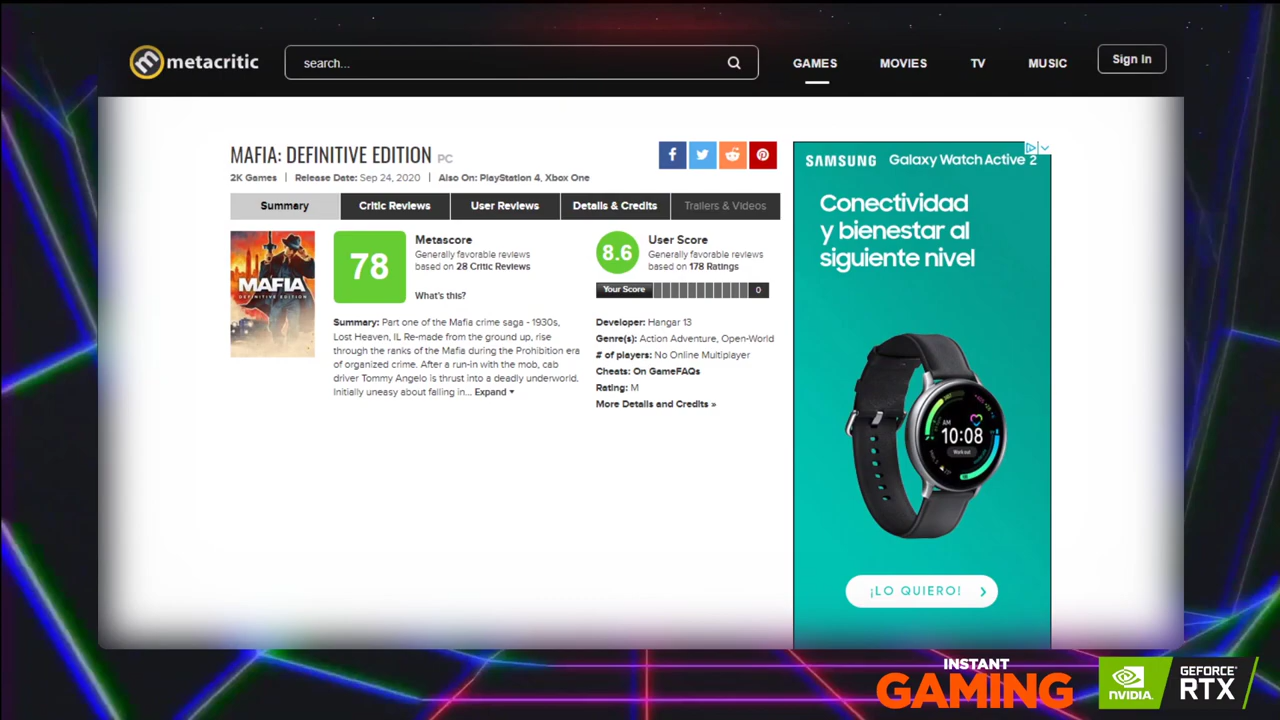 metacritic
search...
GAMES
MOVIES
TV
MUSIC
Sign In
MAFIA: DEFINITIVE EDITION PC
2K Games | Release Date: Sep 24, 2020 | Also On: PlayStation 4, Xbox One
Summary
Critic Reviews
User Reviews
Details & Credits
Trailers & Videos
MAFIA
DEFINITIVE EDITION
78
Metascore
Generally favorable reviews
based on 28 Critic Reviews
What's this?
Summary: Part one of the Mafia crime saga - 1930s,
Lost Heaven, IL Re-made from the ground up, rise
through the ranks of the Mafia during the Prohibition era
of organized crime. After a run-in with the mob, cab
driver Tommy Angelo is thrust into a deadly underworld.
Initially uneasy about falling in... Expand
8.6
User Score
Generally favorable reviews
based on 178 Ratings
Your Score
0
Developer: Hangar 13
Genre(s): Action Adventure, Open-World
# of players: No Online Multiplayer
Cheats: On GameFAQs
Rating: M
More Details and Credits »
SAMSUNG Galaxy Watch Active 2
Conectividad
y bienestar al
siguiente nivel
AM
10:08
Work out
¡LO QUIERO!
INSTANT
GAMING
NVIDIA.
GEFORCE
RTX